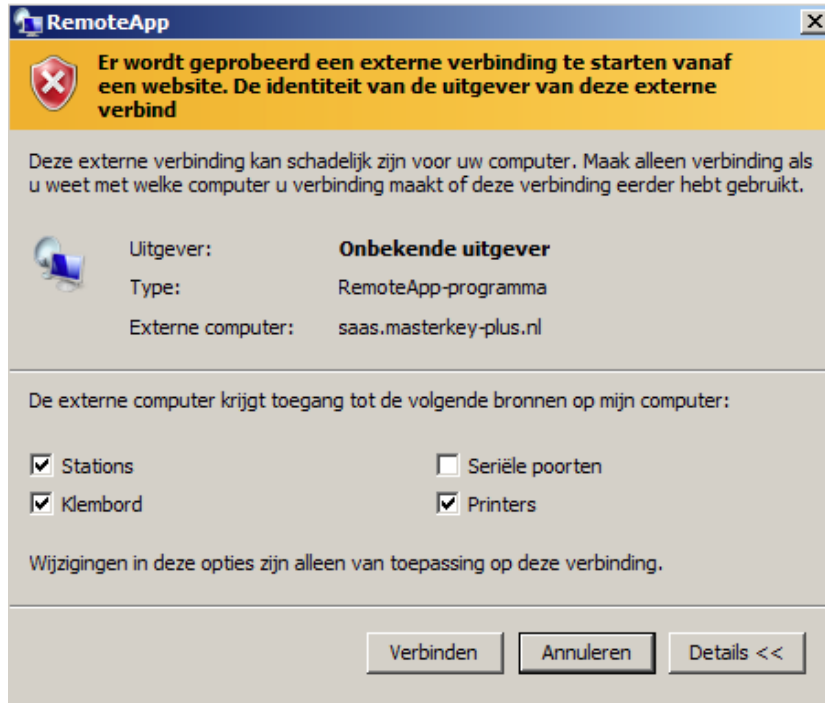 RemoteApp
Er wordt geprobeerd een externe verbinding te starten vanaf
een website. De identiteit van de uitgever van deze externe
verbind
Deze externe verbinding kan schadelijk zijn voor uw computer. Maak alleen verbinding als
u weet met welke computer u verbinding maakt of deze verbinding eerder hebt gebruikt.
Uitgever: Onbekende uitgever
Type: RemoteApp-programma
Externe computer: saas.masterkey-plus.nl
De externe computer krijgt toegang tot de volgende bronnen op mijn computer:
Stations Seriële poorten
Klembord Printers
Wijzigingen in deze opties zijn alleen van toepassing op deze verbinding.
Verbinden Annuleren Details <<